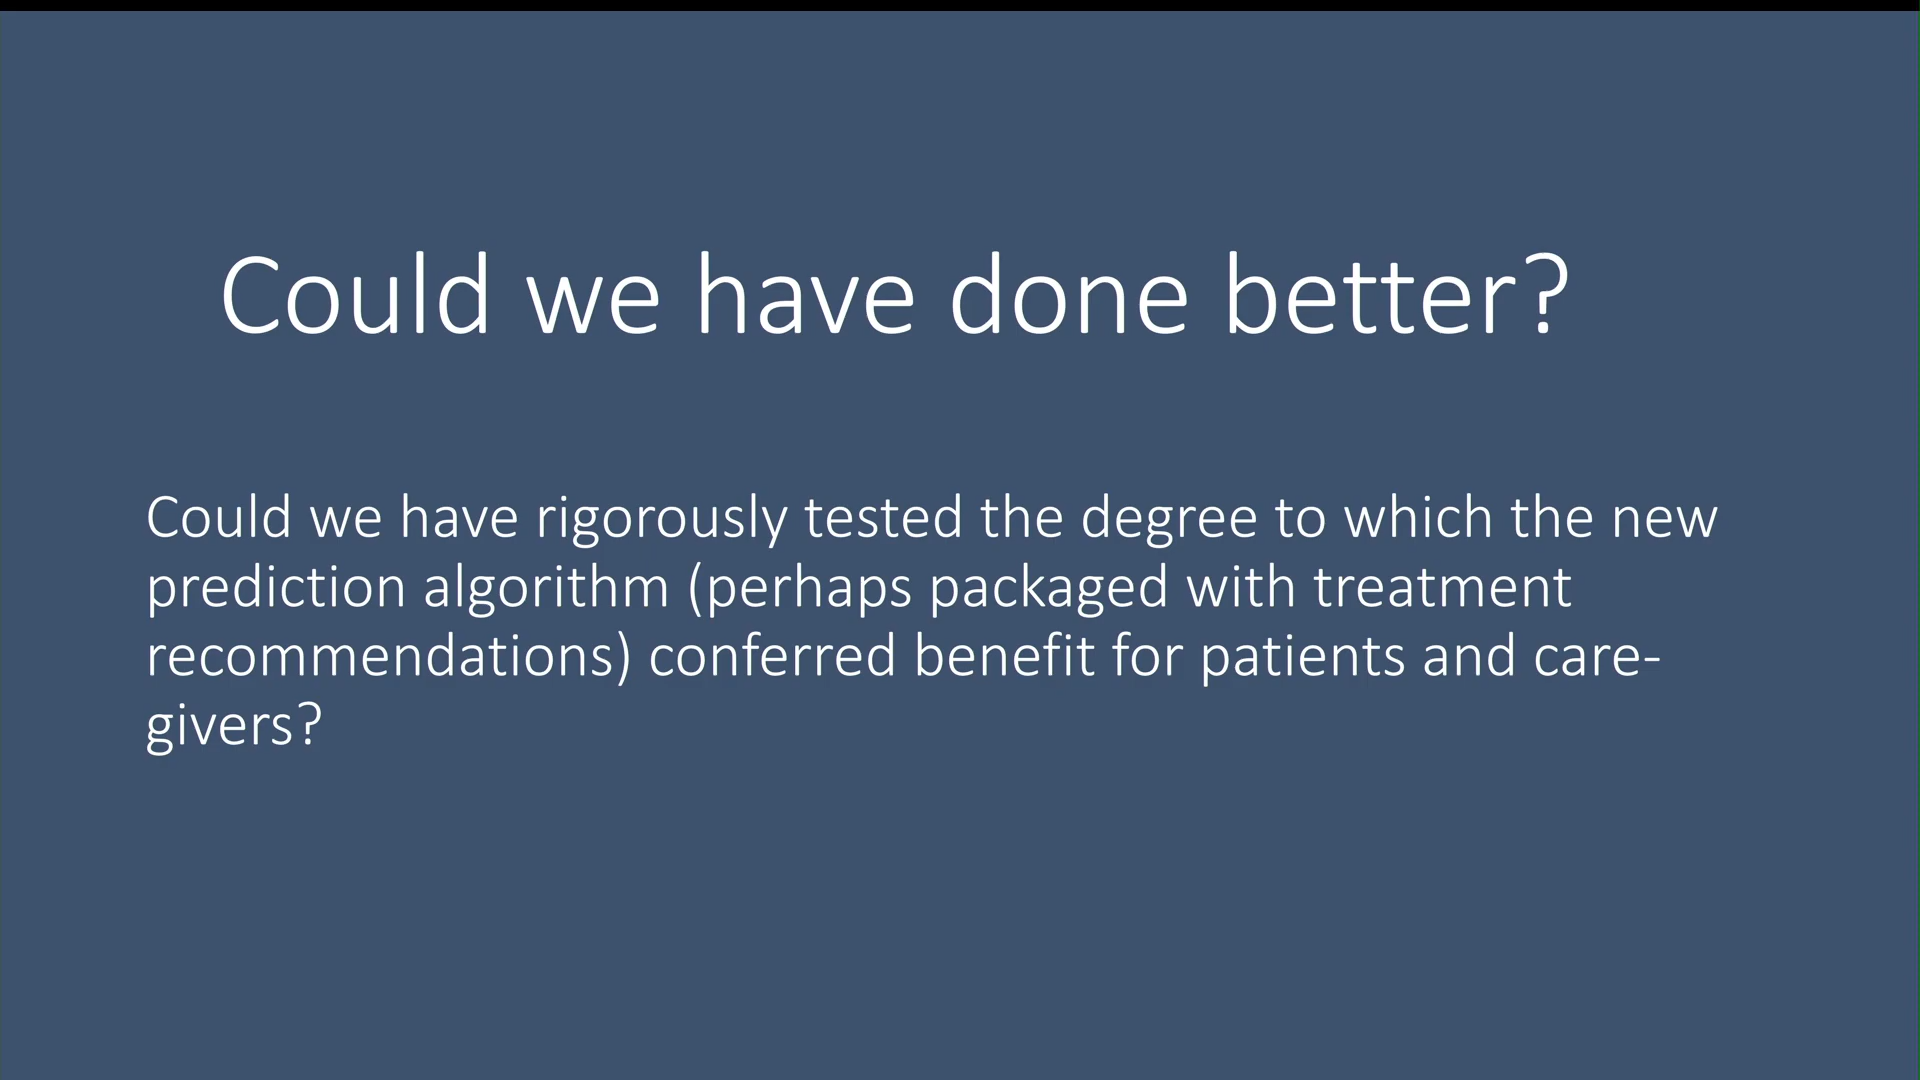 Could we have done better?
Could we have rigorously tested the degree to which the new
prediction algorithm (perhaps packaged with treatment
recommendations) conferred benefit for patients and care-
givers?